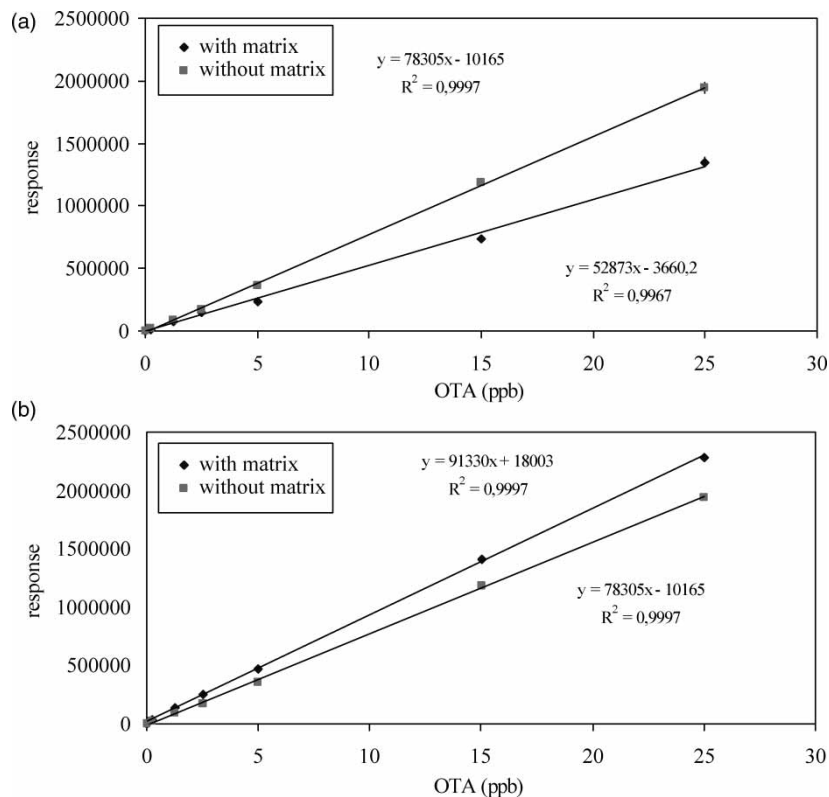 (a)
2500000
2000000
1500000
1000000
500000
0
response
with matrix
without matrix
y = 78305x - 10165
R² = 0,9997
y = 52873x - 3660,2
R² = 0,9967
0 5 10 15 20 25 30
OTA (ppb)
(b)
2500000
2000000
1500000
1000000
500000
0
response
with matrix
without matrix
y = 91330x + 18003
R² = 0,9997
y = 78305x - 10165
R² = 0,9997
0 5 10 15 20 25 30
OTA (ppb)